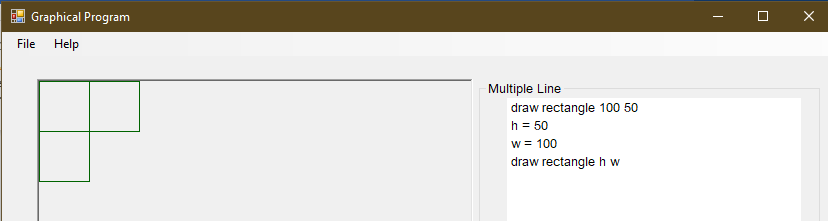 Graphical Program
File Help
Multiple Line
draw rectangle 100 50
h = 50
w = 100
draw rectangle h w